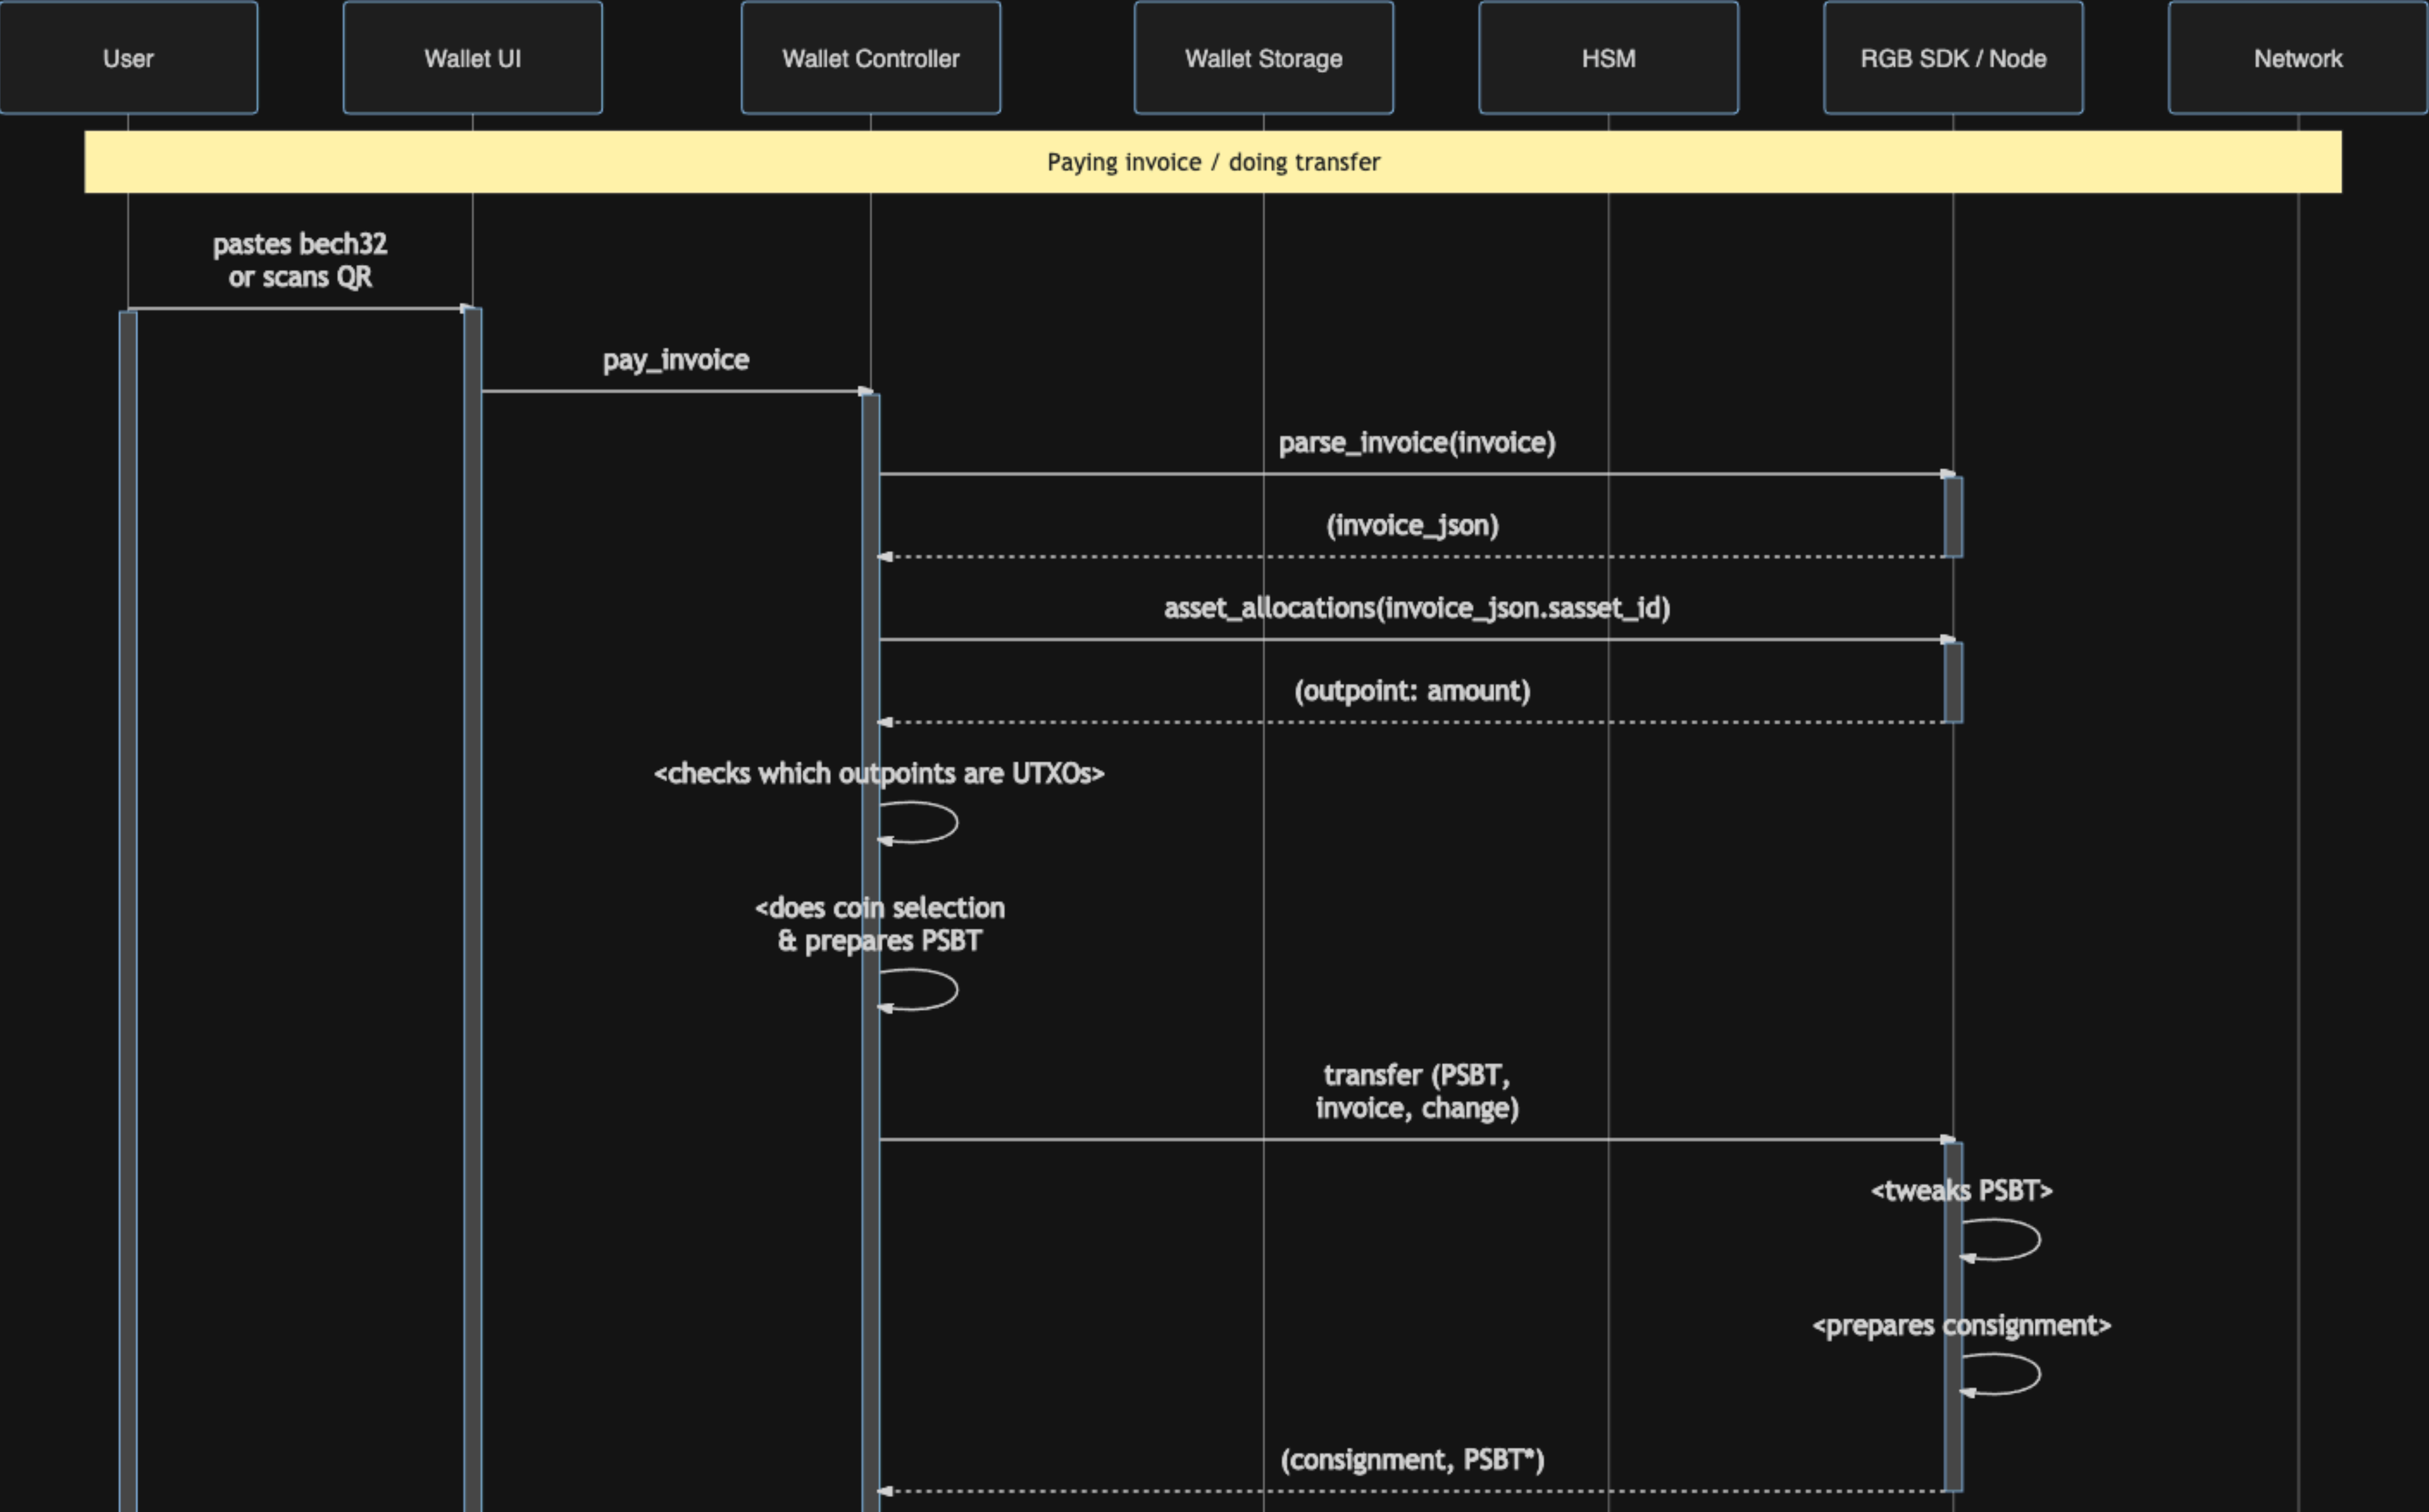 User
Wallet UI
Wallet Controller
Wallet Storage
HSM
RGB SDK / Node
Network
Paying invoice / doing transfer
pastes bech32
or scans QR
pay_invoice
parse_invoice(invoice)
(invoice_json)
asset_allocations(invoice_json.sasset_id)
(outpoint: amount)
<checks which outpoints are UTXOs>
<does coin selection
& prepares PSBT
transfer (PSBT,
invoice, change)
<tweaks PSBT>
<prepares consignment>
(consignment, PSBT*)